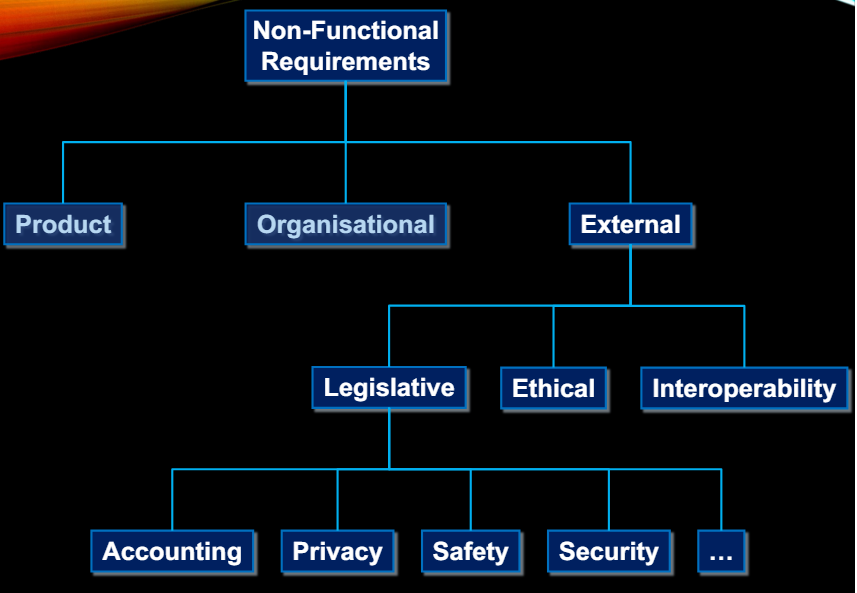 Non-Functional
Requirements
Product
Organisational
External
Legislative
Ethical
Interoperability
Accounting
Privacy
Safety
Security
...